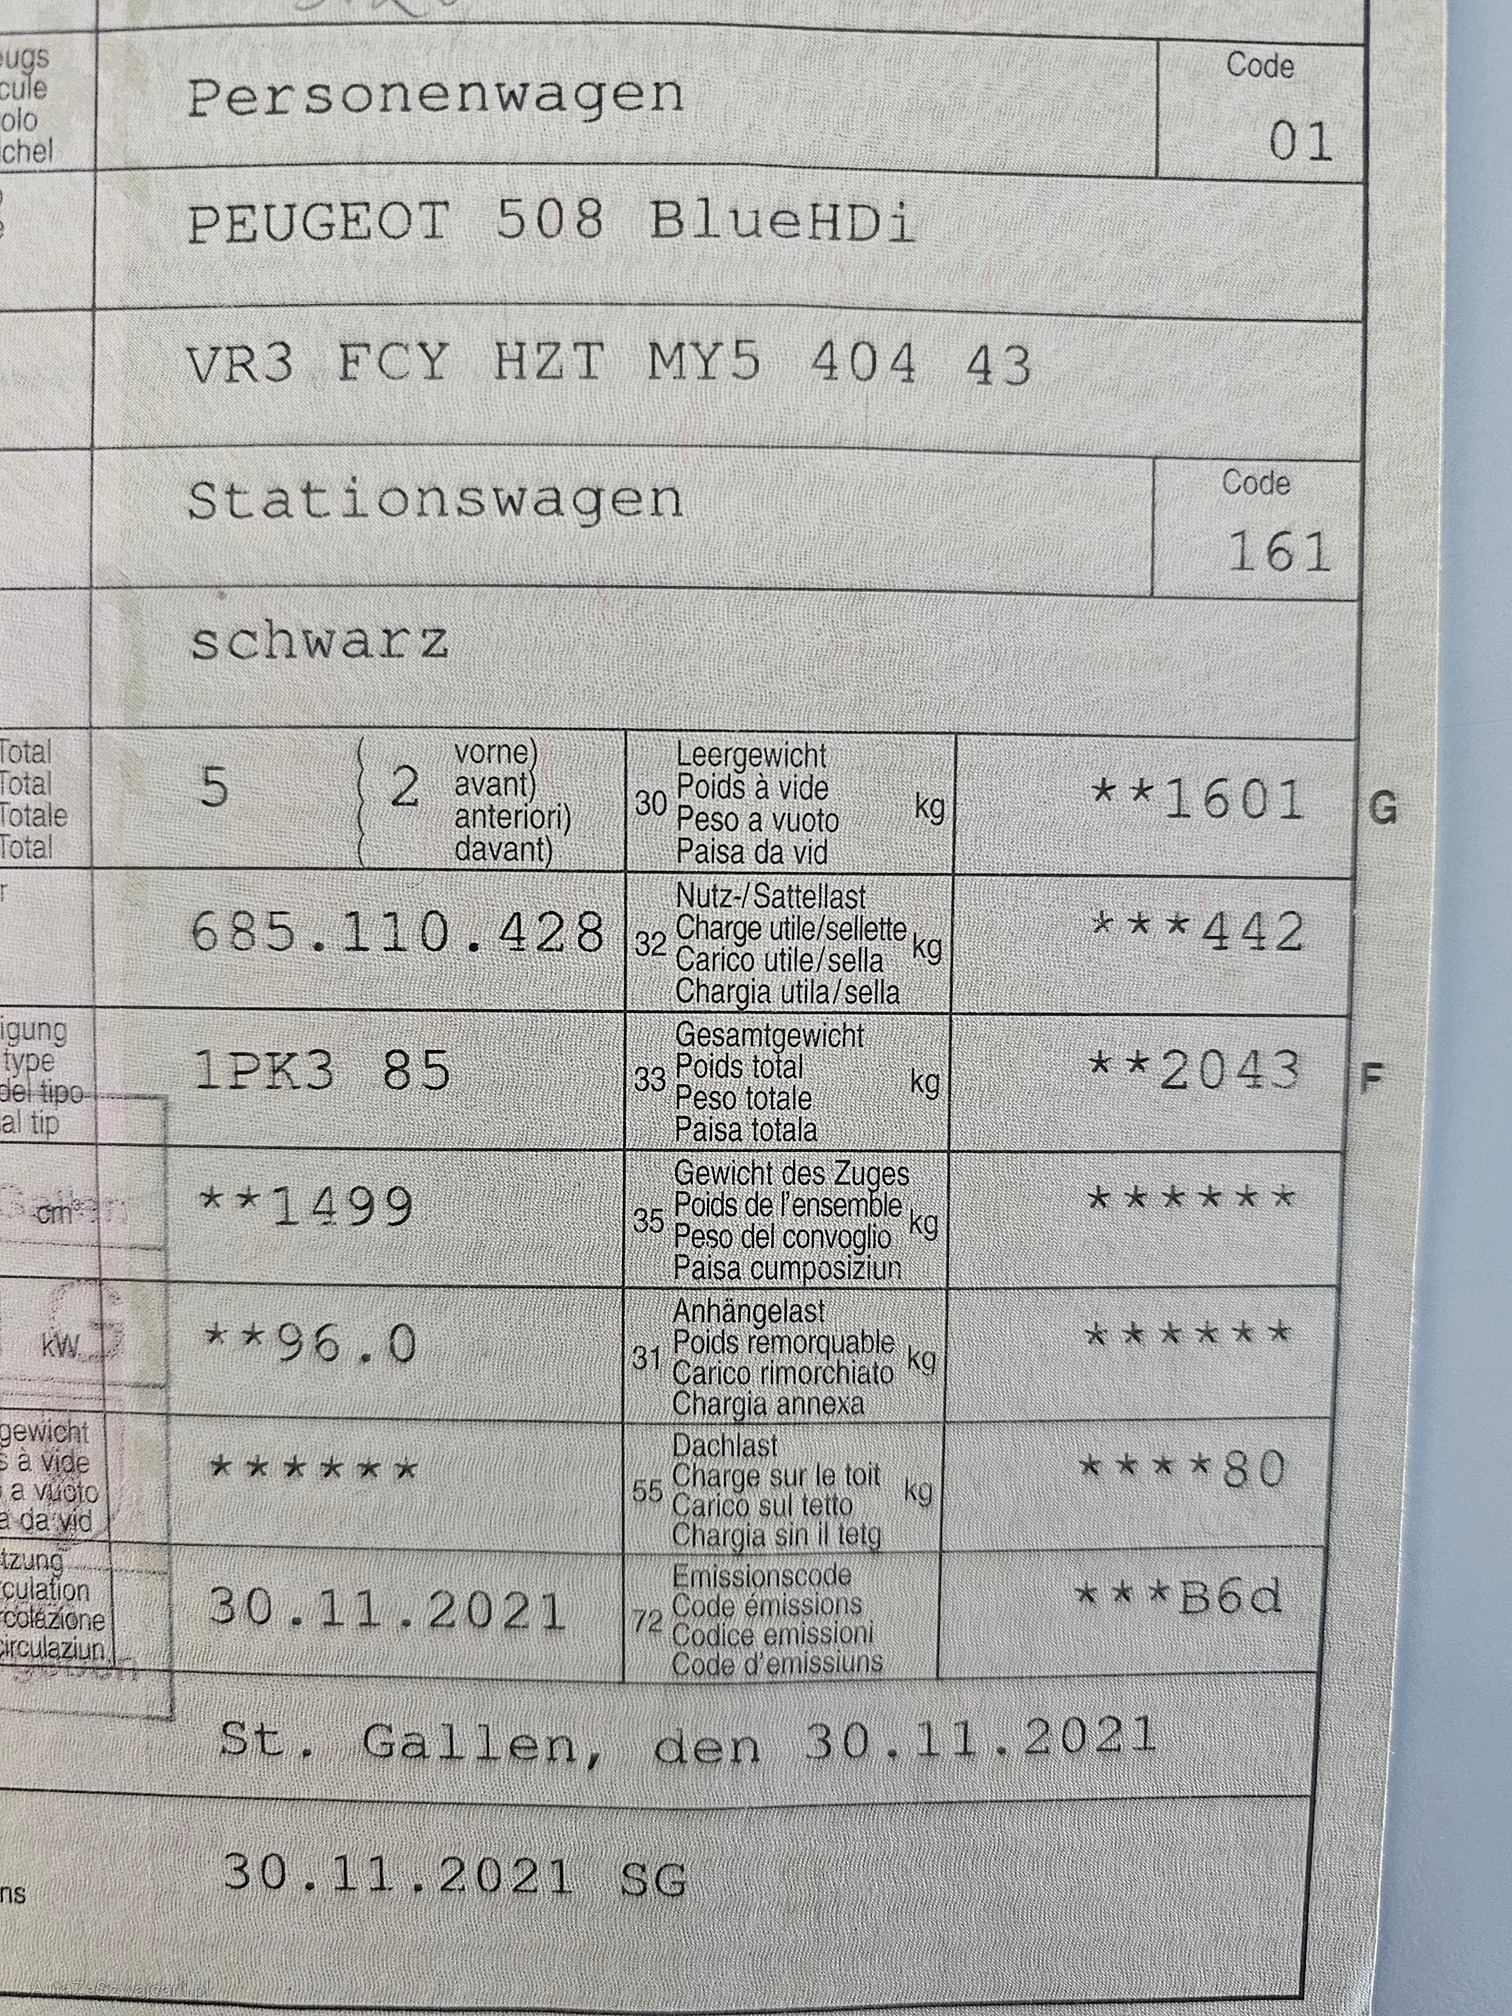 ugs
cule
olo
chel
Personenwagen
Code
01
PEUGEOT 508 BlueHDi
VR3 FCY HZT MY5 404 43
Stationswagen
Code
161
schwarz
Total
Total
Totale
Total
5
2
vorne)
avant)
anteriori)
davant)
30
Leergewicht
Poids à vide
Peso a vuoto
Paisa da vid
kg
**1601
G
r
685.110.428
32
Nutz-/Sattellast
Charge utile/sellette
Carico utile/sella
Chargia utila/sella
kg
***442
igung
type
del tipo
al tip
1PK3 85
33
Gesamtgewicht
Poids total
Peso totale
Paisa totala
kg
**2043
F
cm³
**1499
35
Gewicht des Zuges
Poids de l'ensemble
Peso del convoglio
Paisa cumposiziun
kg
******
kW
**96.0
31
Anhängelast
Poids remorquable
Carico rimorchiato
Chargia annexa
kg
******
gewicht
s à vide
a vuoto
a da vid
******
55
Dachlast
Charge sur le toit
Carico sul tetto
Chargia sin il tetg
kg
****80
tzung
culation
rcolazione
circulaziun
30.11.2021
72
Emissionscode
Code émissions
Codice emissioni
Code d'emissiuns
***B6d
St. Gallen, den 30.11.2021
ns
30.11.2021 SG